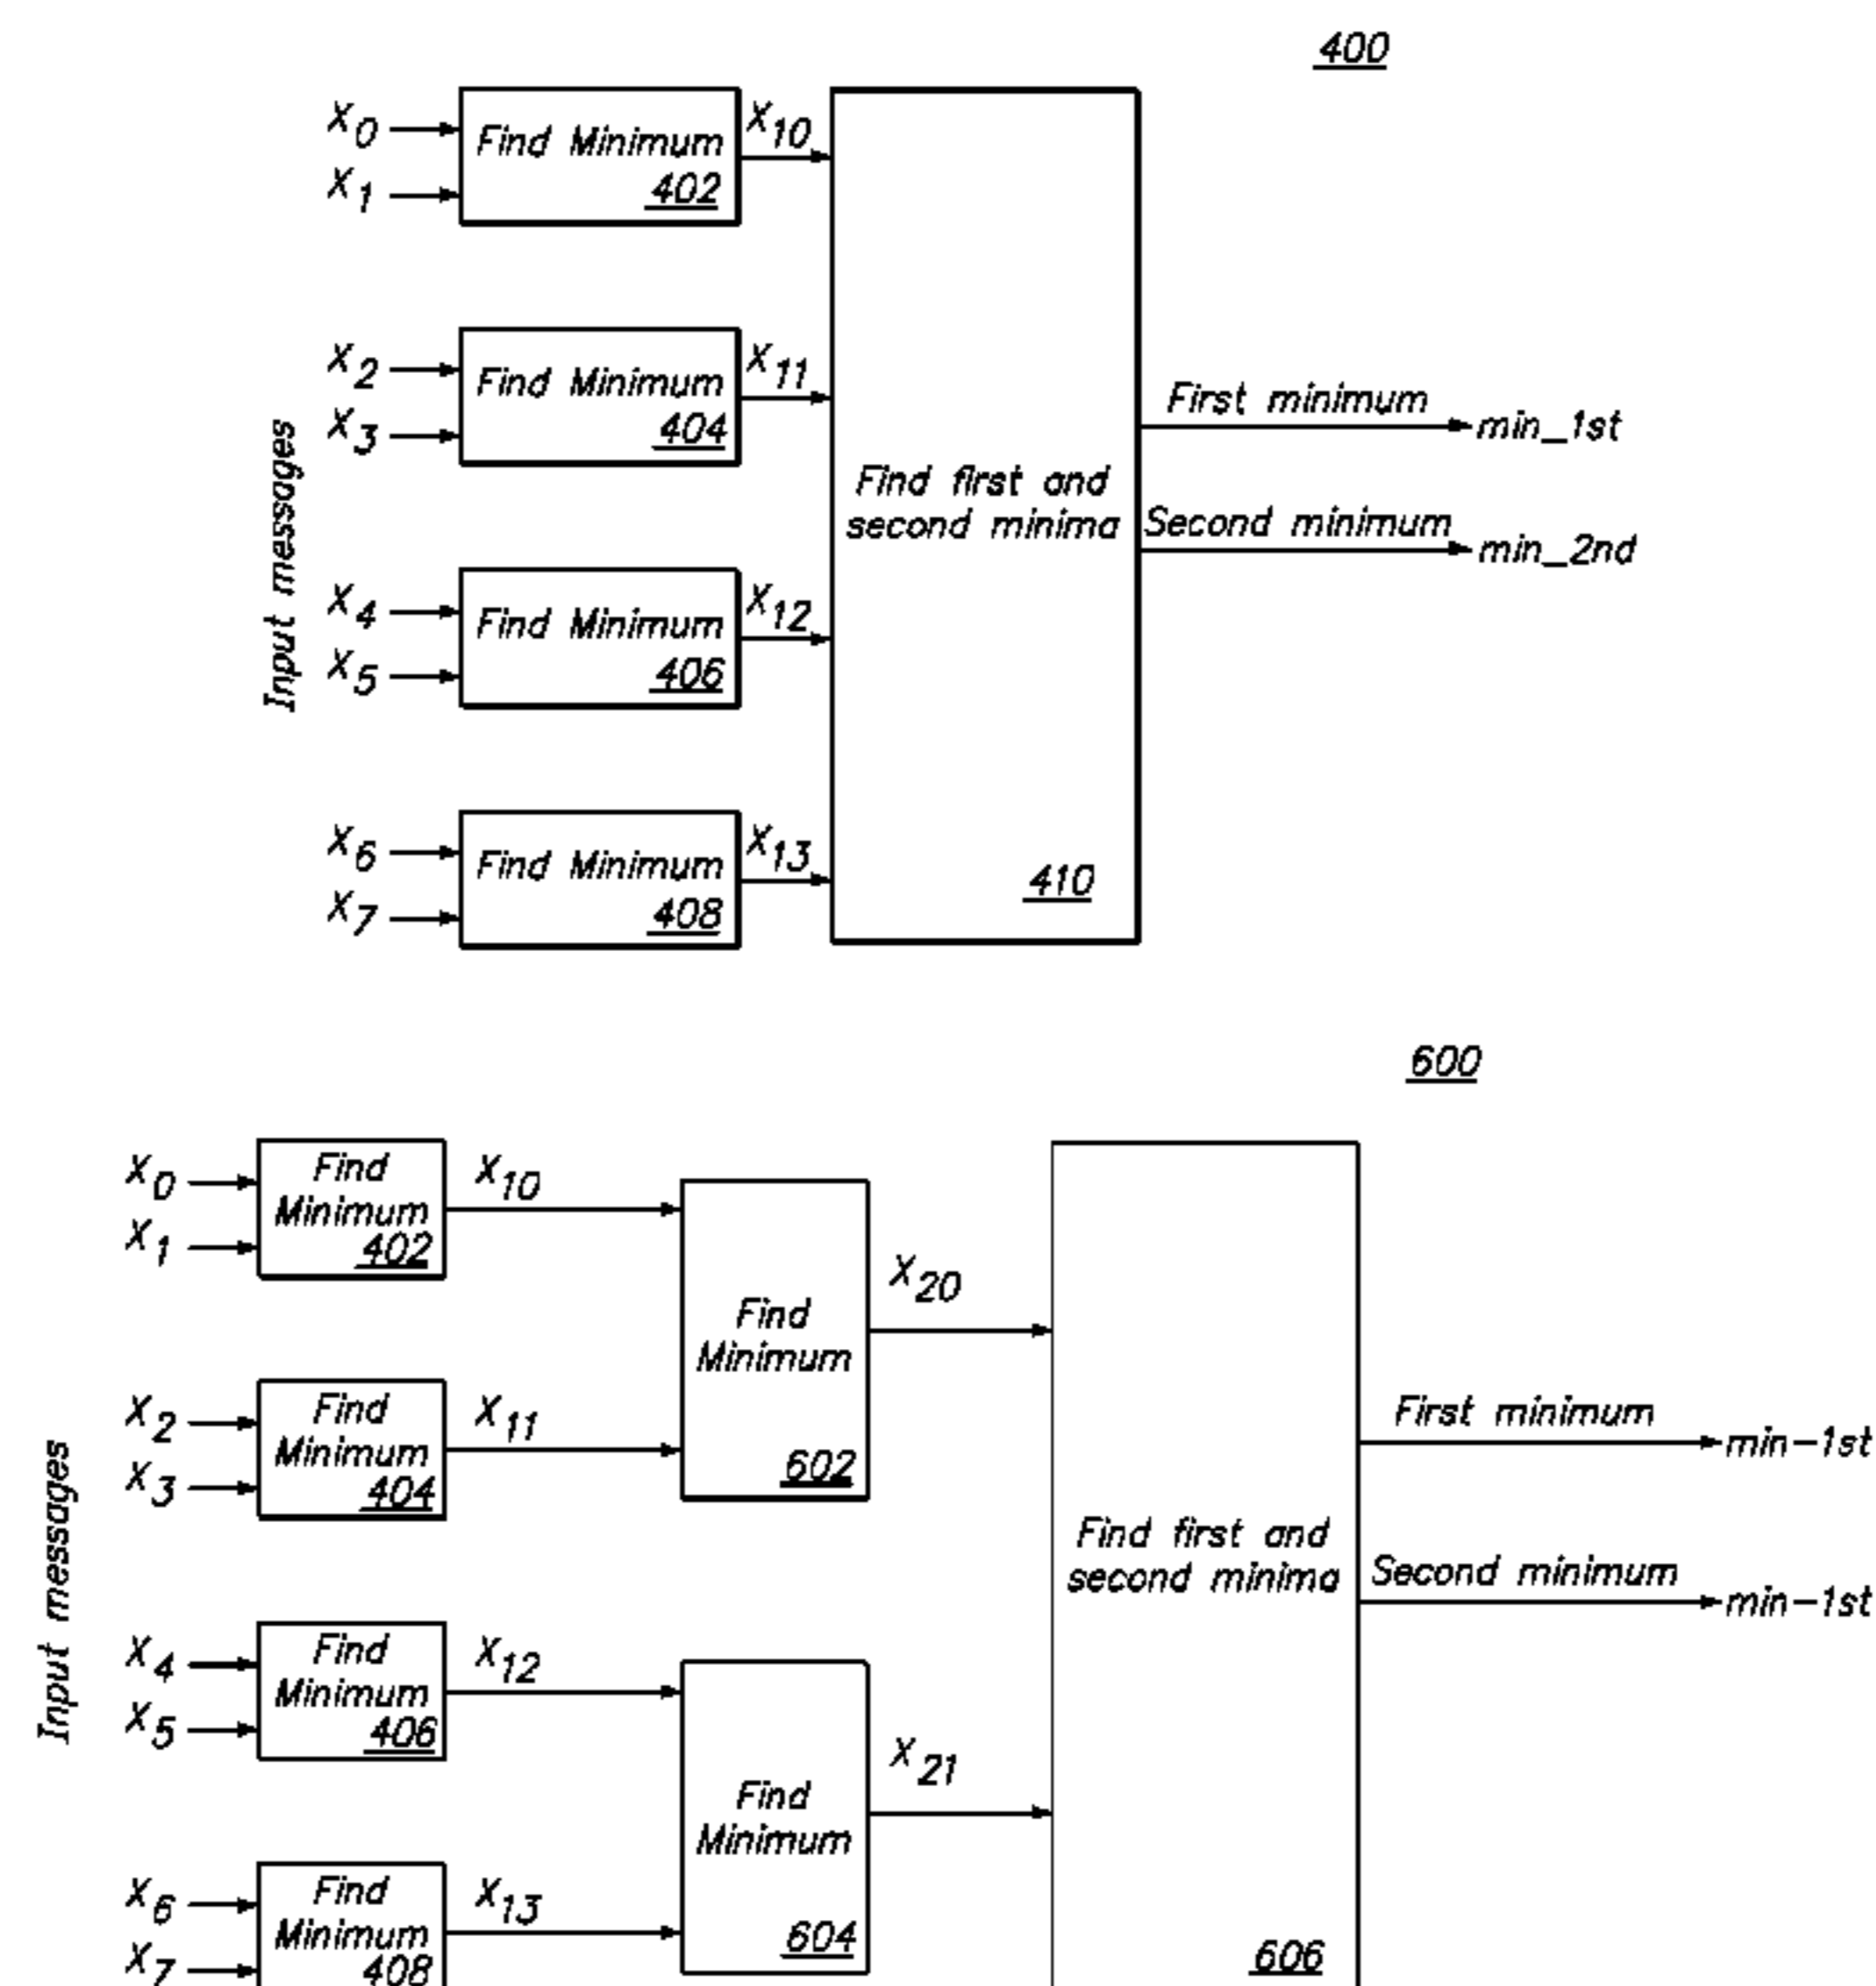 400
X0
X1
Find Minimum
402
X10
X2
X3
Find Minimum
404
X11
Input messages
X4
X5
Find Minimum
406
X12
X6
X7
Find Minimum
408
X13
Find first and
second minima
410
First minimum
min_1st
Second minimum
min_2nd
600
X0
X1
Find
Minimum
402
X10
X2
X3
Find
Minimum
404
X11
Find
Minimum
602
X20
Input messages
X4
X5
Find
Minimum
406
X12
X6
X7
Find
Minimum
408
X13
Find
Minimum
604
X21
Find first and
second minima
606
First minimum
min-1st
Second minimum
min-1st